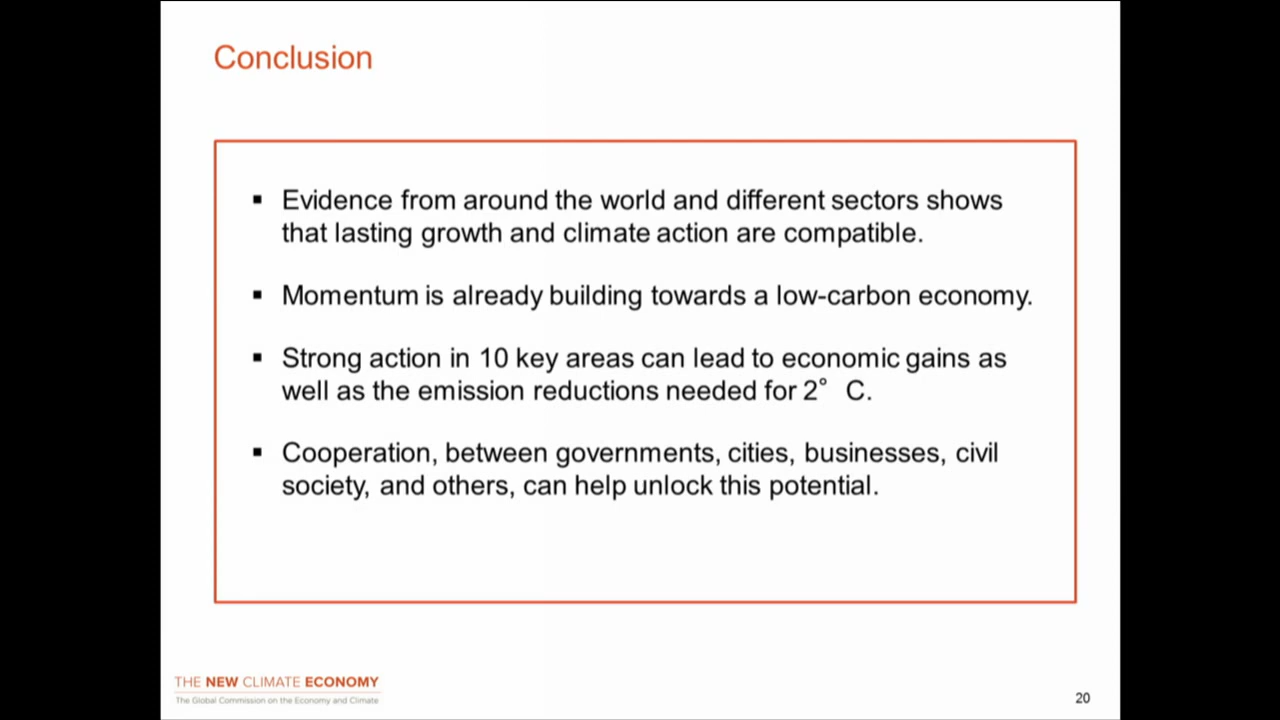 Conclusion
▪ Evidence from around the world and different sectors shows
that lasting growth and climate action are compatible.
▪ Momentum is already building towards a low-carbon economy.
▪ Strong action in 10 key areas can lead to economic gains as
well as the emission reductions needed for 2° C.
▪ Cooperation, between governments, cities, businesses, civil
society, and others, can help unlock this potential.
THE NEW CLIMATE ECONOMY
The Global Commission on the Economy and Climate
20